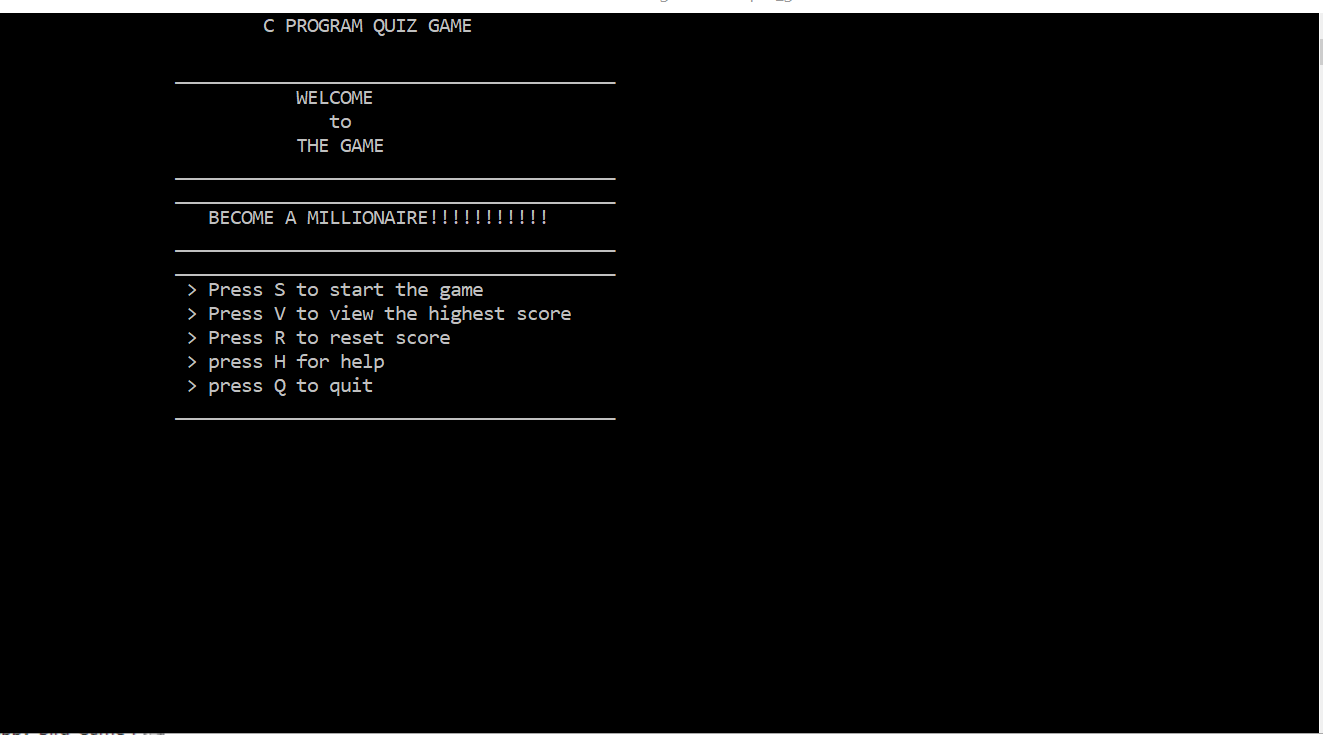 C PROGRAM QUIZ GAME
WELCOME
to
THE GAME
BECOME A MILLIONAIRE!!!!!!!!!!!
> Press S to start the game
> Press V to view the highest score
> Press R to reset score
> press H for help
> press Q to quit